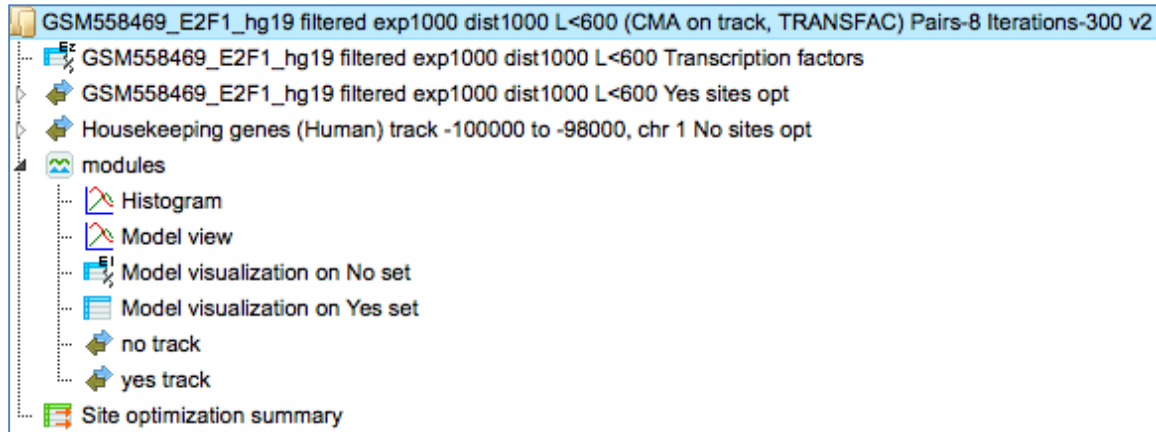 GSM558469_E2F1_hg19 filtered exp1000 dist1000 L<600 (CMA on track, TRANSFAC) Pairs-8 Iterations-300 v2
GSM558469_E2F1_hg19 filtered exp1000 dist1000 L<600 Transcription factors
GSM558469_E2F1_hg19 filtered exp1000 dist1000 L<600 Yes sites opt
Housekeeping genes (Human) track -100000 to -98000, chr 1 No sites opt
modules
Histogram
Model view
Model visualization on No set
Model visualization on Yes set
no track
yes track
Site optimization summary